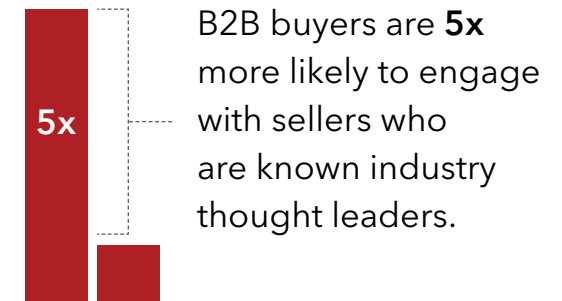 5x
B2B buyers are 5x
more likely to engage
with sellers who
are known industry
thought leaders.